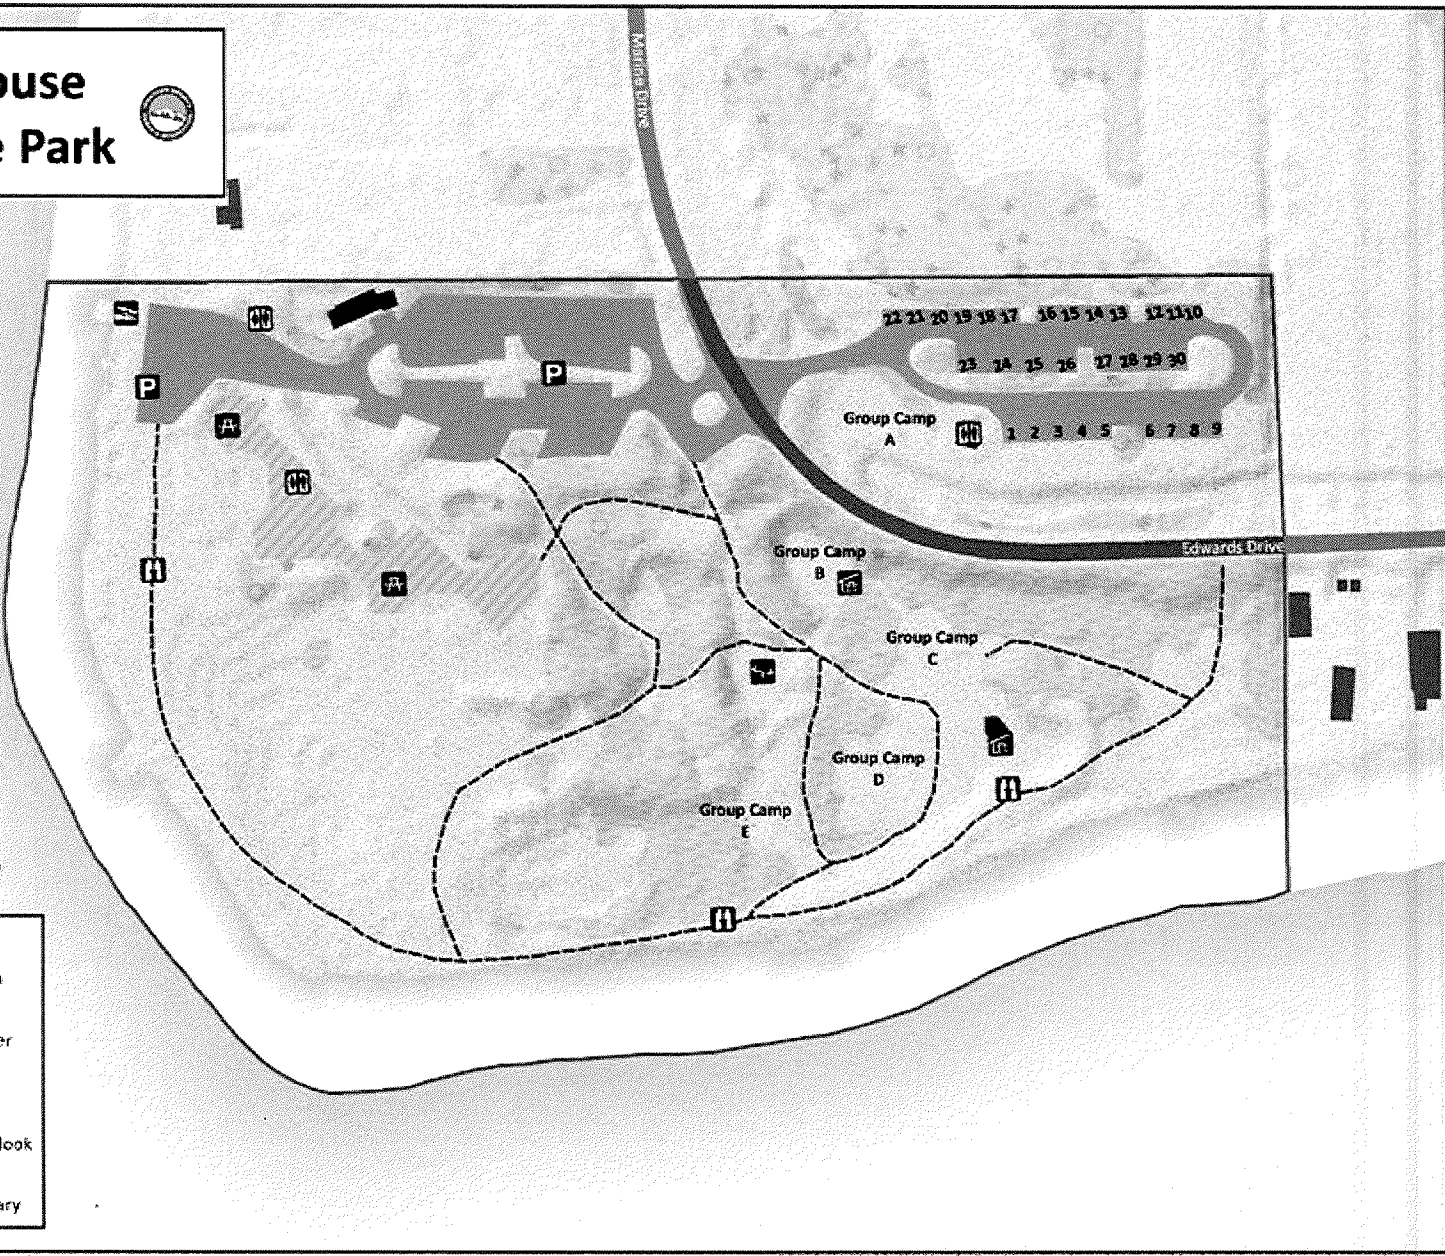 ouse
e Park
Marine Drive
22 21 20 19 18 17 16 15 14 13 12 11 10
P
23 24 25 26 27 28 29 30
P
Group Camp
A
1 2 3 4 5 6 7 8 9
Edwards Drive
Group Camp
B
Group Camp
C
Group Camp
D
Group Camp
E
er
look
ary